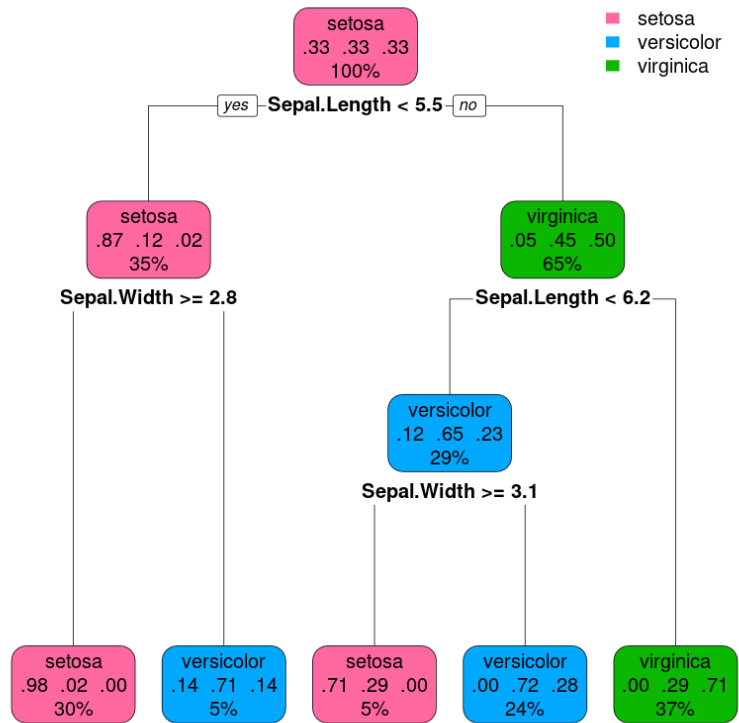 setosa
.33 .33 .33
100%
setosa
versicolor
virginica
yes Sepal.Length < 5.5 no
setosa
.87 .12 .02
35%
virginica
.05 .45 .50
65%
Sepal.Width >= 2.8
Sepal.Length < 6.2
versicolor
.12 .65 .23
29%
Sepal.Width >= 3.1
setosa
.98 .02 .00
30%
versicolor
.14 .71 .14
5%
setosa
.71 .29 .00
5%
versicolor
.00 .72 .28
24%
virginica
.00 .29 .71
37%